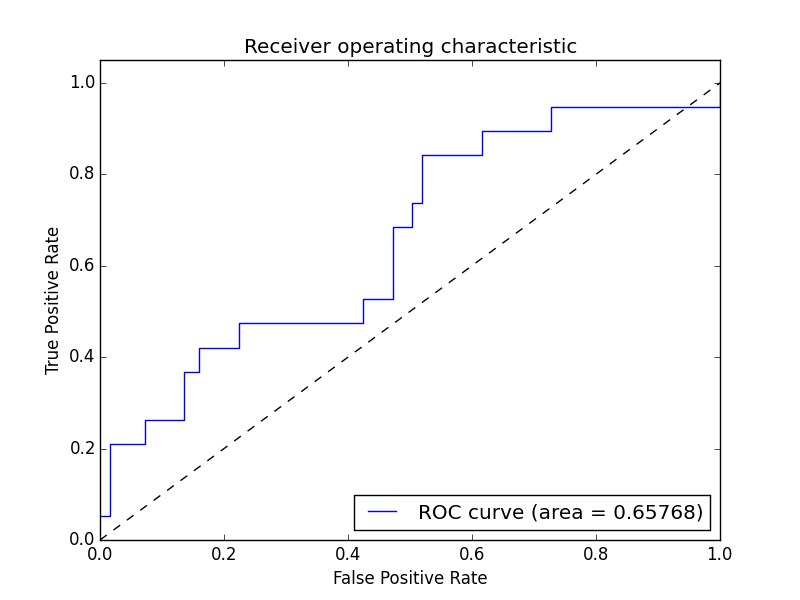 Receiver operating characteristic
1.0
0.8
0.6
0.4
0.2
0.0
True Positive Rate
ROC curve (area = 0.65768)
0.0 0.2 0.4 0.6 0.8 1.0
False Positive Rate